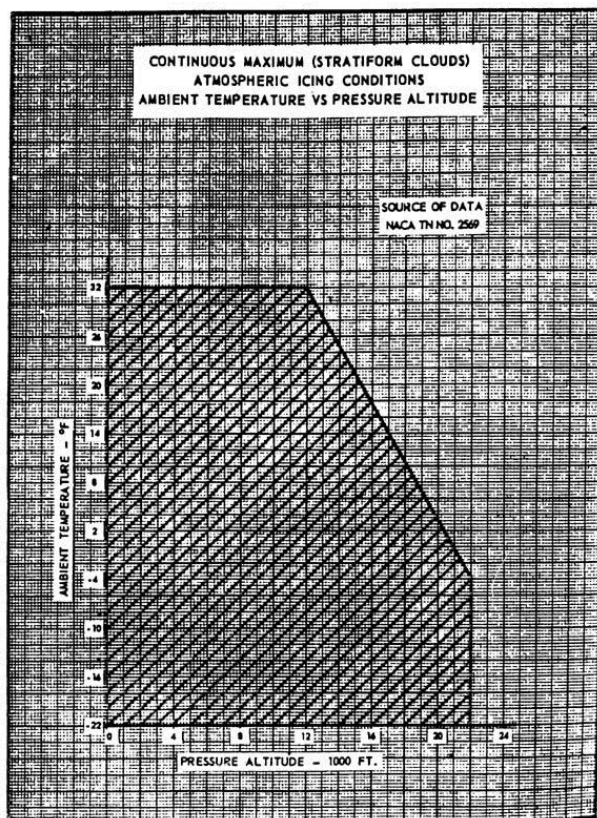 CONTINUOUS MAXIMUM (STRATIFORM CLOUDS)
ATMOSPHERIC ICING CONDITIONS
AMBIENT TEMPERATURE VS PRESSURE ALTITUDE
SOURCE OF DATA
NACA TN NO. 2569
32
26
20
14
8
2
-4
-10
-16
-22
AMBIENT TEMPERATURE - °F
0 4 8 12 16 20 24
PRESSURE ALTITUDE - 1000 FT.